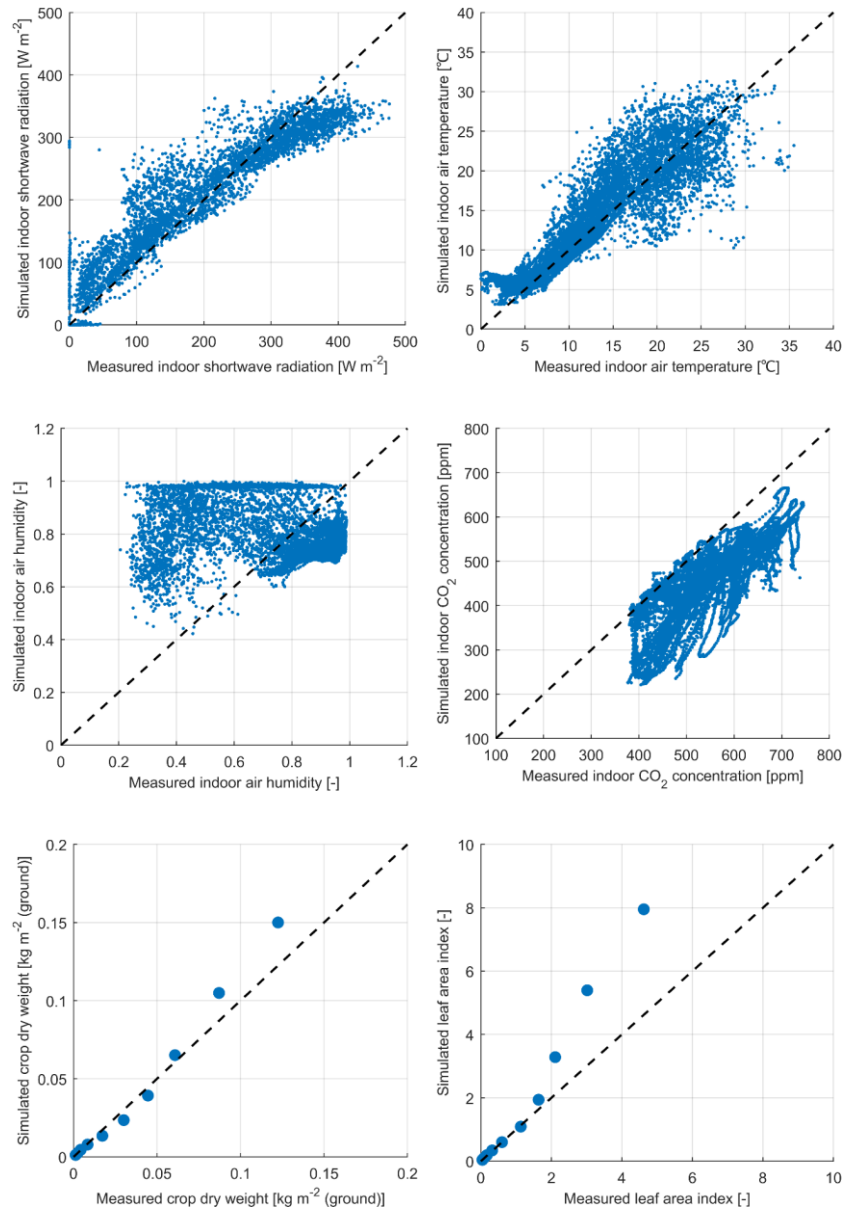 500
400
300
200
100
0
Simulated indoor shortwave radiation [W m⁻²]
0 100 200 300 400 500
Measured indoor shortwave radiation [W m⁻²]
40
35
30
25
20
15
10
5
0
Simulated indoor air temperature [℃]
0 5 10 15 20 25 30 35 40
Measured indoor air temperature [℃]
1.2
1
0.8
0.6
0.4
0.2
0
Simulated indoor air humidity [-]
0 0.2 0.4 0.6 0.8 1 1.2
Measured indoor air humidity [-]
800
700
600
500
400
300
200
100
Simulated indoor CO₂ concentration [ppm]
100 200 300 400 500 600 700 800
Measured indoor CO₂ concentration [ppm]
0.2
0.15
0.1
0.05
0
Simulated crop dry weight [kg m⁻² (ground)]
0 0.05 0.1 0.15 0.2
Measured crop dry weight [kg m⁻² (ground)]
10
8
6
4
2
0
Simulated leaf area index [-]
0 2 4 6 8 10
Measured leaf area index [-]